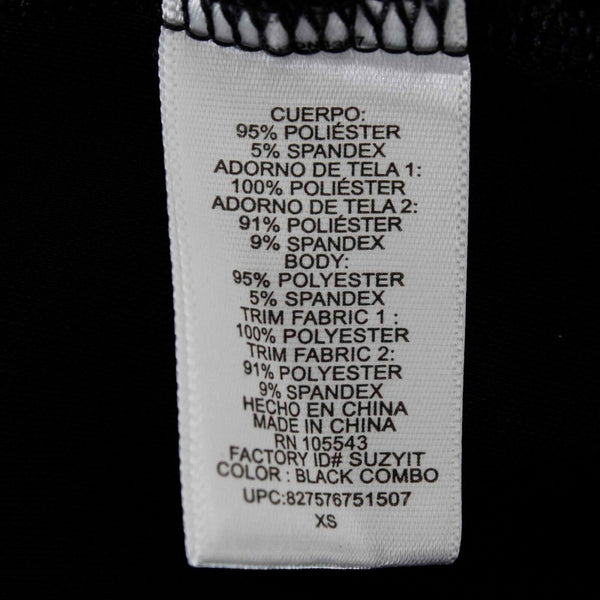 CUERPO:
95% POLIÉSTER
5% SPANDEX
ADORNO DE TELA 1:
100% POLIÉSTER
ADORNO DE TELA 2:
91% POLIÉSTER
9% SPANDEX
BODY:
95% POLYESTER
5% SPANDEX
TRIM FABRIC 1 :
100% POLYESTER
TRIM FABRIC 2:
91% POLYESTER
9% SPANDEX
HECHO EN CHINA
MADE IN CHINA
RN 105543
FACTORY ID# SUZYIT
COLOR : BLACK COMBO
UPC:827576751507
XS